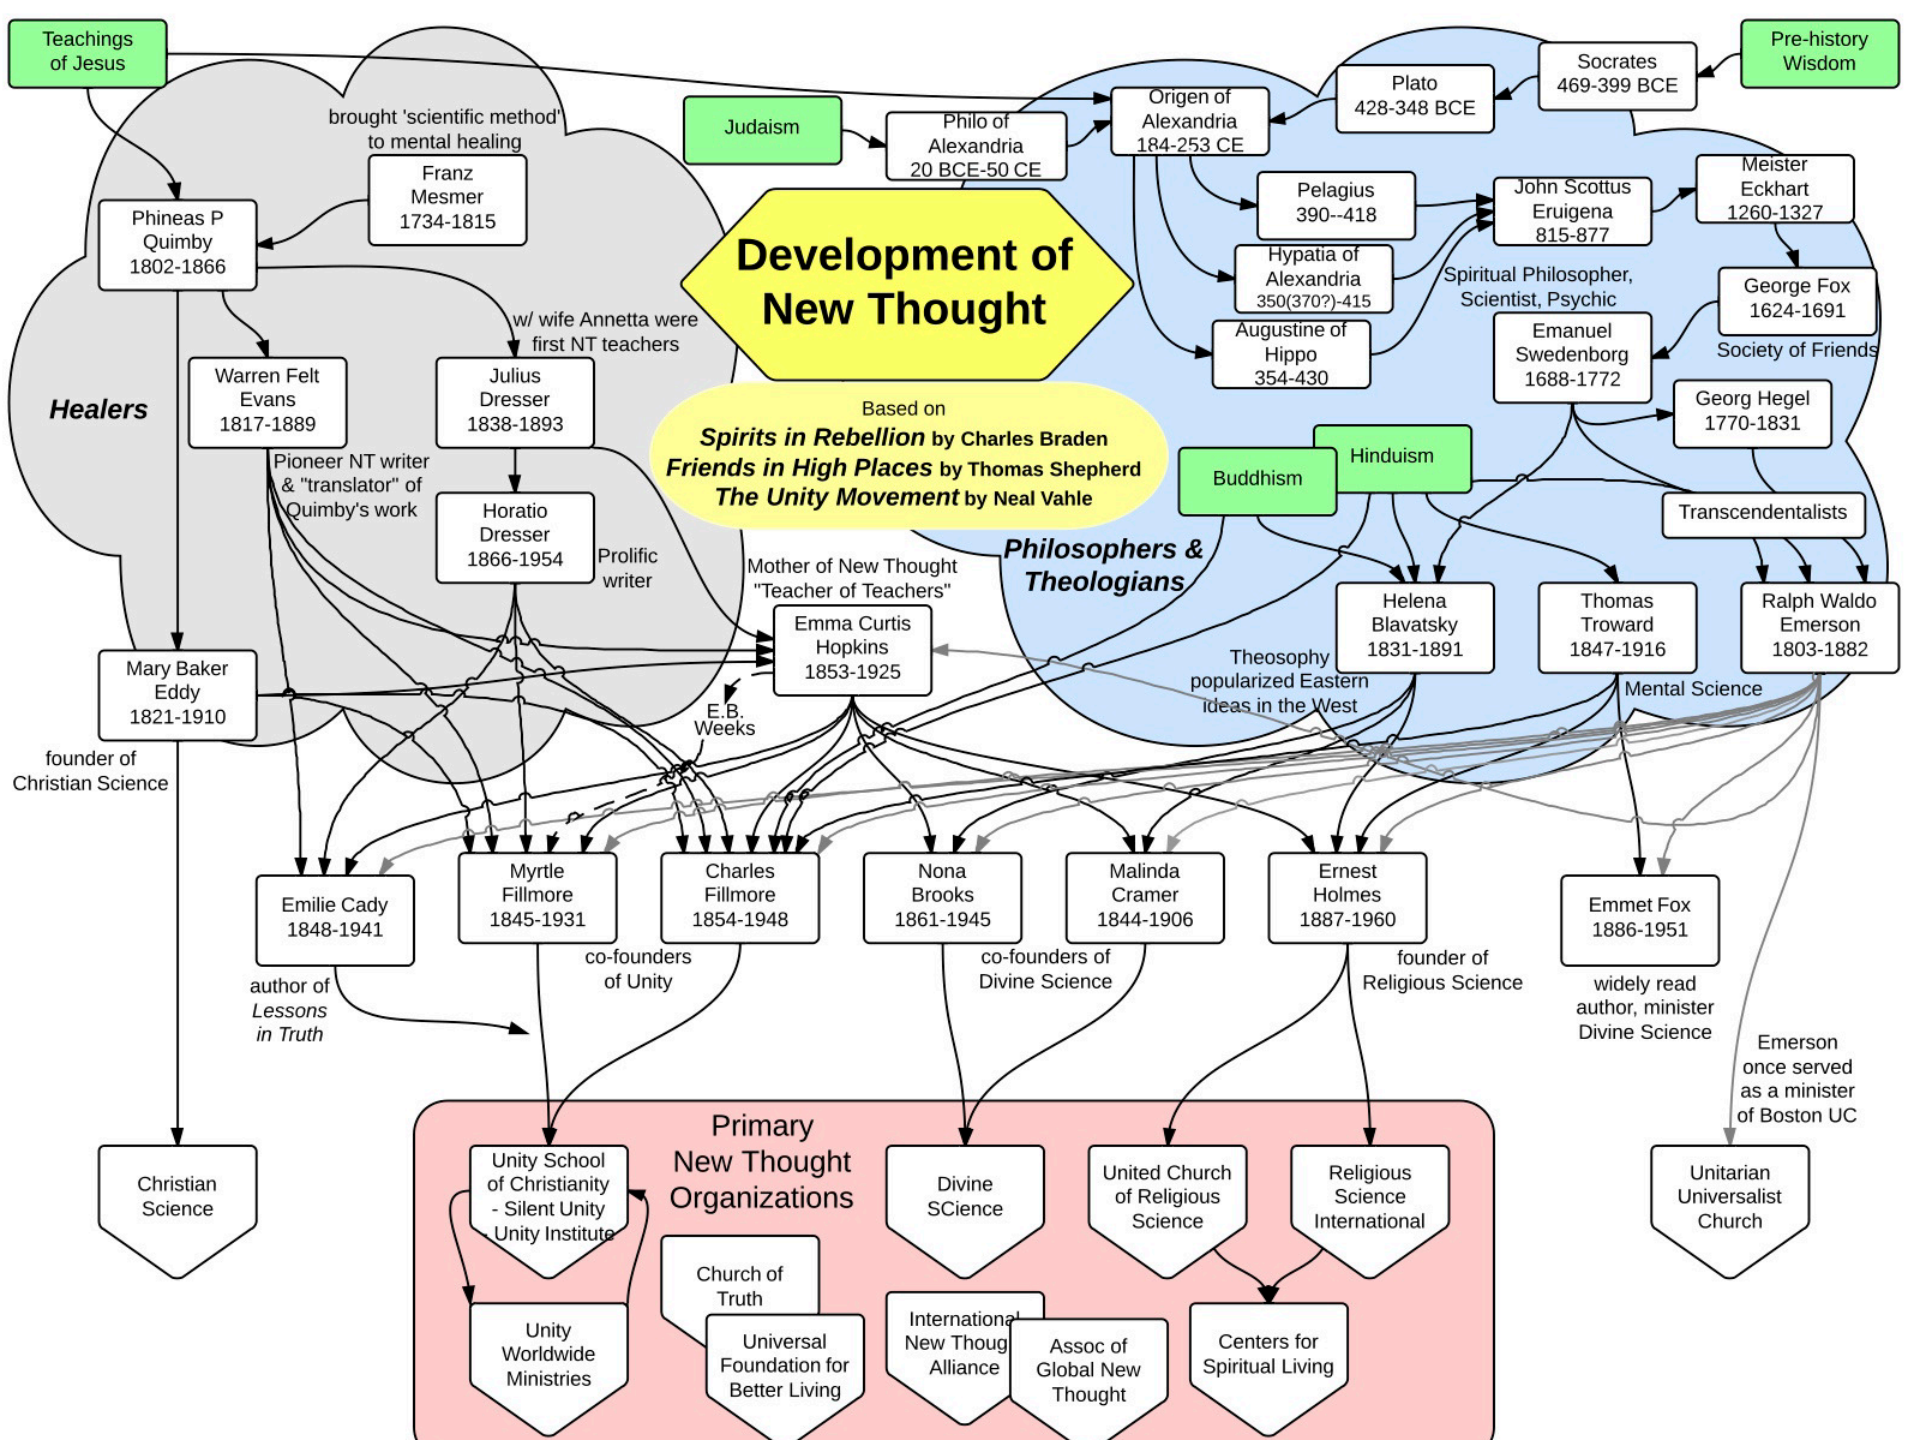 Teachings
of Jesus
Pre-history
Wisdom
Socrates
469-399 BCE
Plato
428-348 BCE
Origen of
Alexandria
184-253 CE
Judaism
Philo of
Alexandria
20 BCE-50 CE
brought 'scientific method'
to mental healing
Franz
Mesmer
1734-1815
Phineas P
Quimby
1802-1866
Pelagius
390--418
John Scottus
Eruigena
815-877
Meister
Eckhart
1260-1327
Development of
New Thought
Hypatia of
Alexandria
350(370?)-415
Spiritual Philosopher,
Scientist, Psychic
George Fox
1624-1691
Society of Friends
Augustine of
Hippo
354-430
Emanuel
Swedenborg
1688-1772
w/ wife Annetta were
first NT teachers
Healers
Warren Felt
Evans
1817-1889
Julius
Dresser
1838-1893
Georg Hegel
1770-1831
Based on
Spirits in Rebellion by Charles Braden
Friends in High Places by Thomas Shepherd
The Unity Movement by Neal Vahle
Pioneer NT writer
& "translator" of
Quimby's work
Hinduism
Buddhism
Transcendentalists
Horatio
Dresser
1866-1954
Prolific
writer
Philosophers &
Theologians
Mother of New Thought
"Teacher of Teachers"
Emma Curtis
Hopkins
1853-1925
Helena
Blavatsky
1831-1891
Thomas
Troward
1847-1916
Ralph Waldo
Emerson
1803-1882
Mary Baker
Eddy
1821-1910
founder of
Christian Science
E.B.
Weeks
Theosophy
popularized Eastern
ideas in the West
Mental Science
Emilie Cady
1848-1941
Myrtle
Fillmore
1845-1931
Charles
Fillmore
1854-1948
Nona
Brooks
1861-1945
Malinda
Cramer
1844-1906
Ernest
Holmes
1887-1960
Emmet Fox
1886-1951
author of
Lessons
in Truth
co-founders
of Unity
co-founders of
Divine Science
founder of
Religious Science
widely read
author, minister
Divine Science
Emerson
once served
as a minister
of Boston UC
Primary
New Thought
Organizations
Christian
Science
Unity School
of Christianity
- Silent Unity
- Unity Institute
Divine
SCience
United Church
of Religious
Science
Religious
Science
International
Unitarian
Universalist
Church
Unity
Worldwide
Ministries
Church of
Truth
Universal
Foundation for
Better Living
International
New Though
Alliance
Assoc of
Global New
Thought
Centers for
Spiritual Living